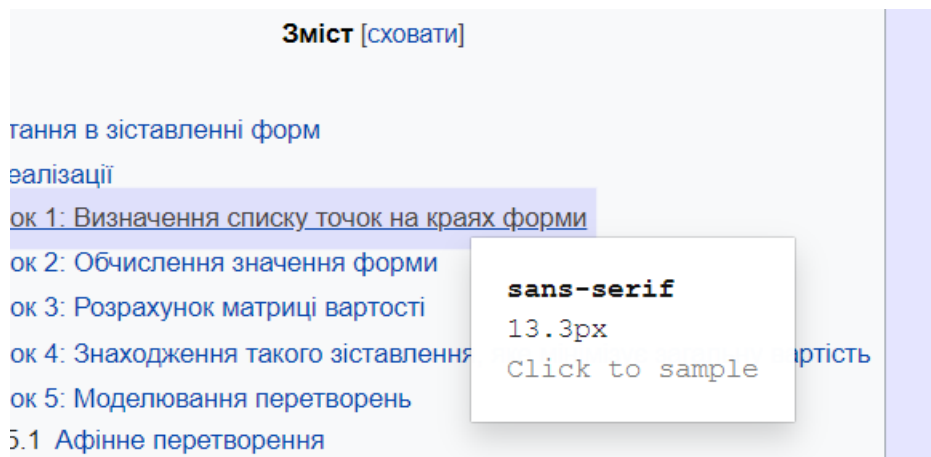 Зміст [сховати]
тання в зіставленні форм
еалізації
ок 1: Визначення списку точок на краях форми
ок 2: Обчислення значення форми
ок 3: Розрахунок матриці вартості
ок 4: Знаходження такого зіставлення артість
ок 5: Моделювання перетворень
5.1 Афінне перетворення
sans-serif
13.3px
Click to sample